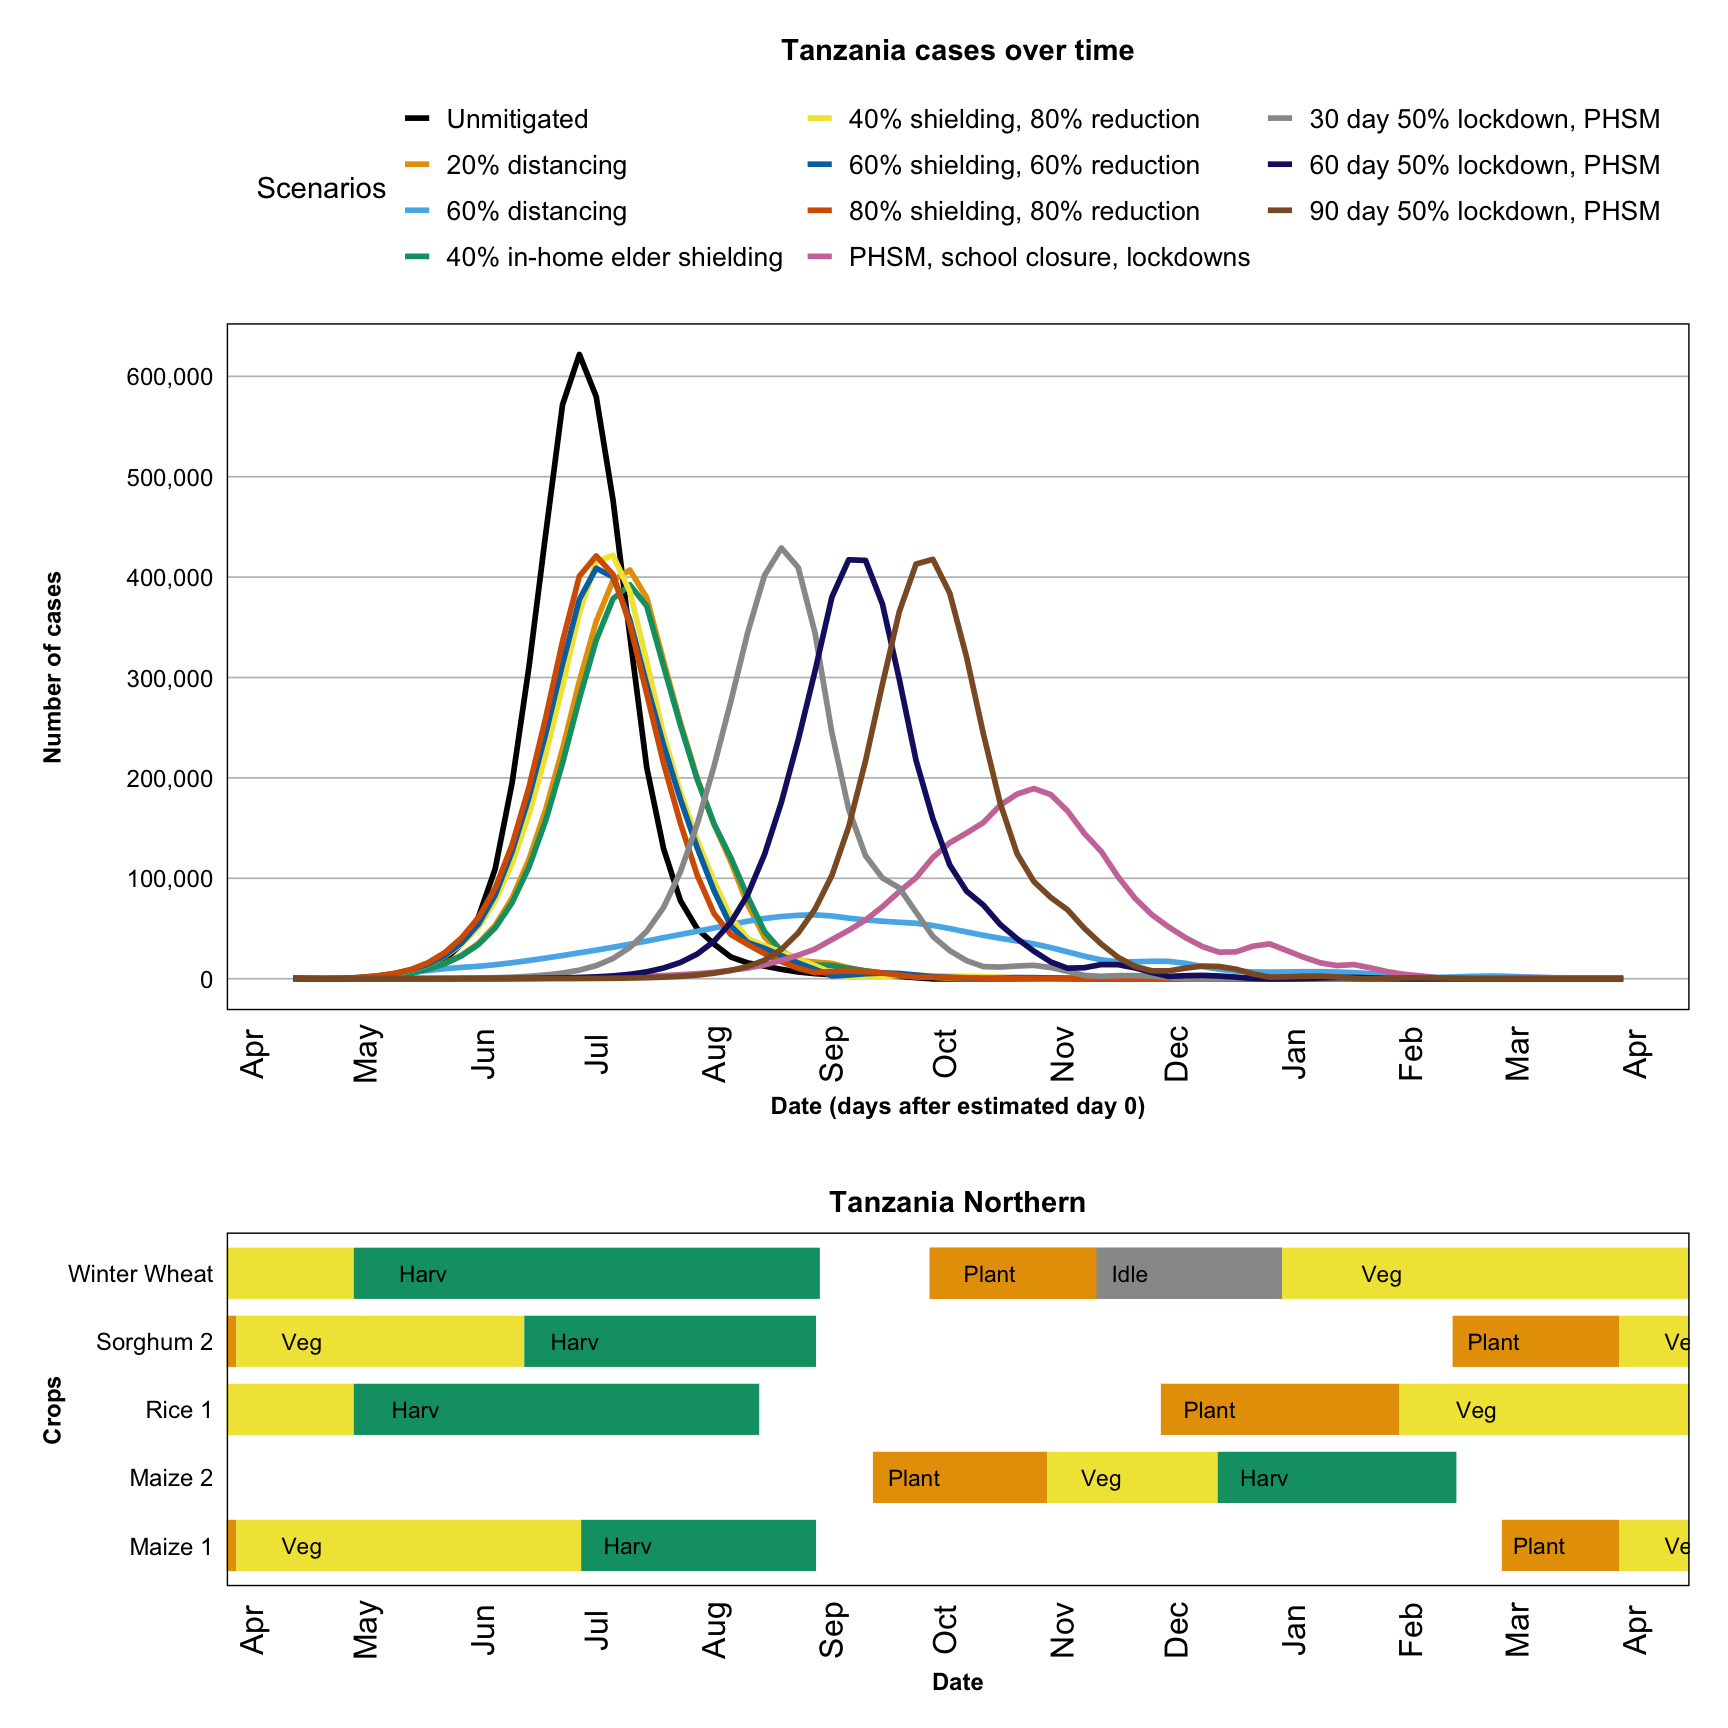 Tanzania cases over time
Scenarios
Unmitigated
20% distancing
60% distancing
40% in-home elder shielding
40% shielding, 80% reduction
60% shielding, 60% reduction
80% shielding, 80% reduction
PHSM, school closure, lockdowns
30 day 50% lockdown, PHSM
60 day 50% lockdown, PHSM
90 day 50% lockdown, PHSM
Number of cases
600,000
500,000
400,000
300,000
200,000
100,000
0
Apr May Jun Jul Aug Sep Oct Nov Dec Jan Feb Mar Apr
Date (days after estimated day 0)
Tanzania Northern
Crops
Winter Wheat Harv Plant Idle Veg
Sorghum 2 Veg Harv Plant Ve
Rice 1 Harv Plant Veg
Maize 2 Plant Veg Harv
Maize 1 Veg Harv Plant Ve
Apr May Jun Jul Aug Sep Oct Nov Dec Jan Feb Mar Apr
Date